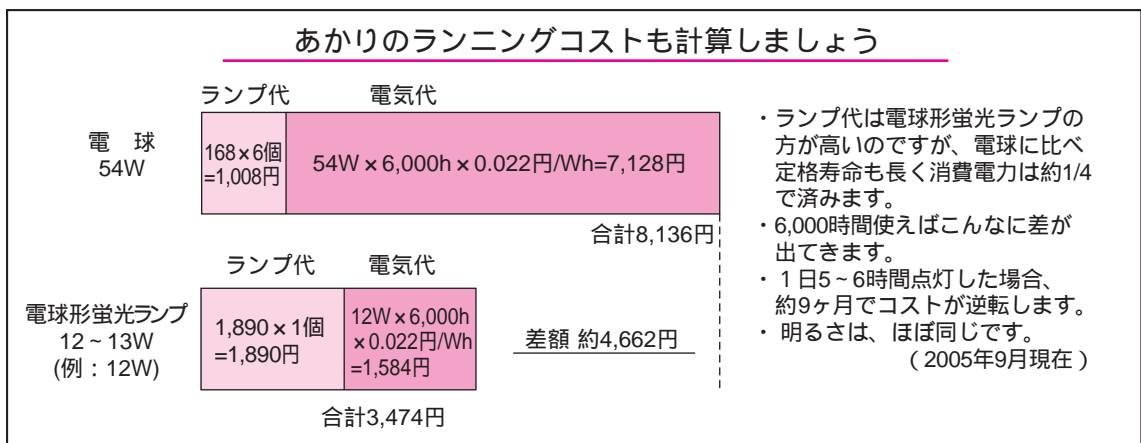 あかりのランニングコストも計算しましょう
ランプ代
電気代
電 球
54W
168×6個
=1,008円
54W×6,000h×0.022円/Wh=7,128円
合計8,136円
ランプ代
電気代
電球形蛍光ランプ
12~13W
(例:12W)
1,890×1個
=1,890円
12W×6,000h
×0.022円/Wh
=1,584円
差額 約4,662円
合計3,474円
・ランプ代は電球形蛍光ランプの
方が高いのですが、電球に比べ
定格寿命も長く消費電力は約1/4
で済みます。
・6,000時間使えばこんなに差が
出てきます。
・1日5~6時間点灯した場合、
約9ヶ月でコストが逆転します。
・ 明るさは、ほぼ同じです。
(2005年9月現在)